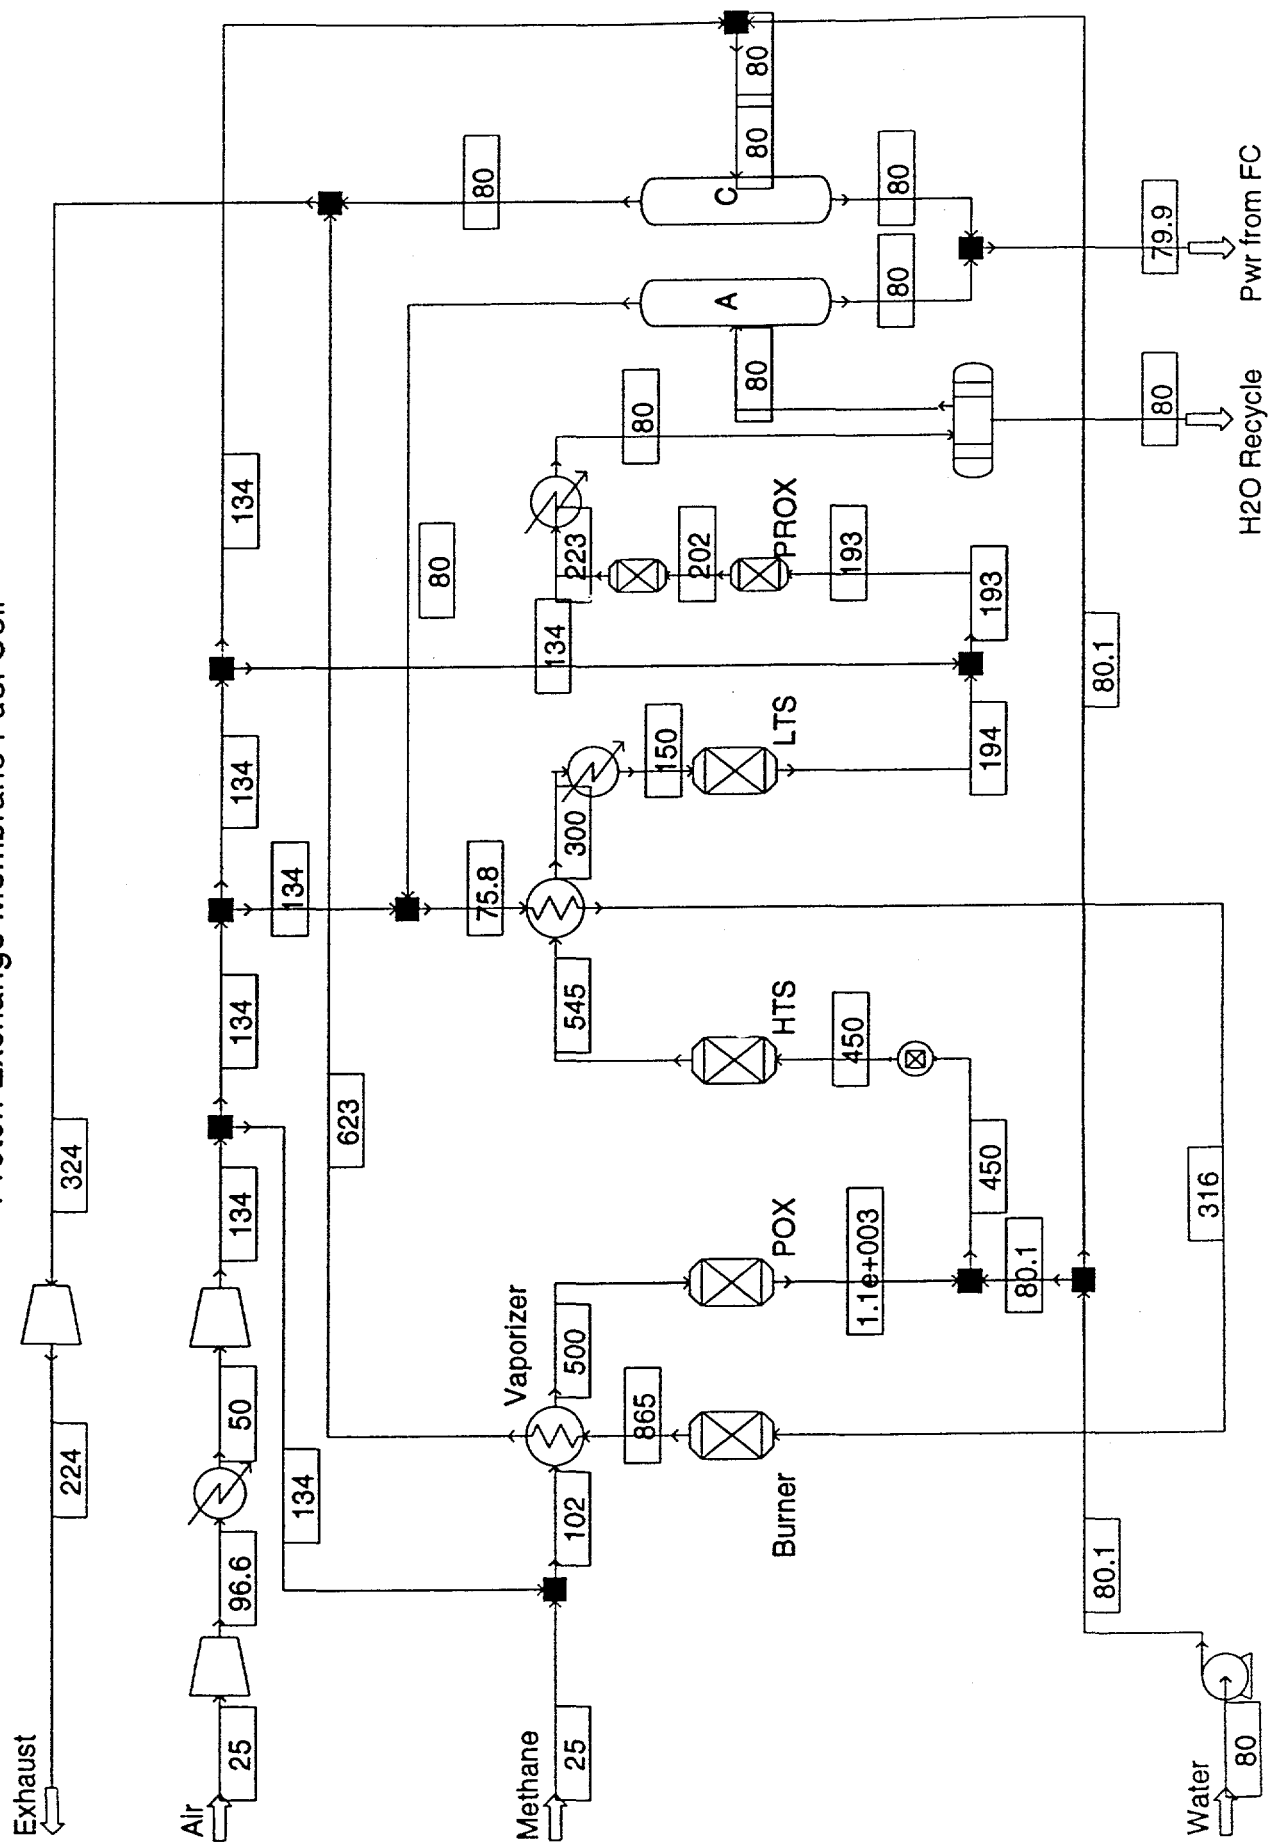 Proton Exchange Membrane Fuel Cell
Exhaust
224
324
Air
25
96.6
50
134
134
134
134
134
134
623
80
75.8
80
Vaporizer
Methane
25
102
500
545
300
134
223
865
150
80
202
A
C
80
80
80
Burner
POX
HTS
LTS
PROX
1.1e+003
450
193
80
80
450
194
193
80.1
80.1
80.1
80
79.9
316
Water
80
H2O Recycle
Pwr from FC